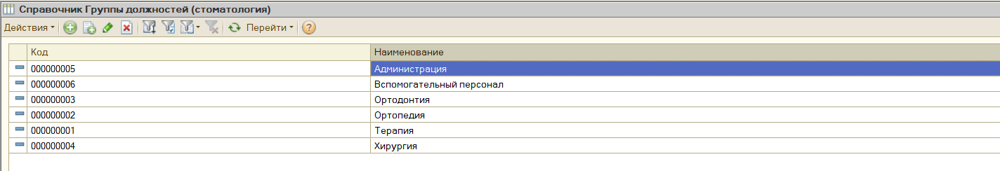 Справочник Группы должностей (стоматология)
Действия Перейти ?
Код Наименование
000000005 Администрация
000000006 Вспомогательный персонал
000000003 Ортодонтия
000000002 Ортопедия
000000001 Терапия
000000004 Хирургия